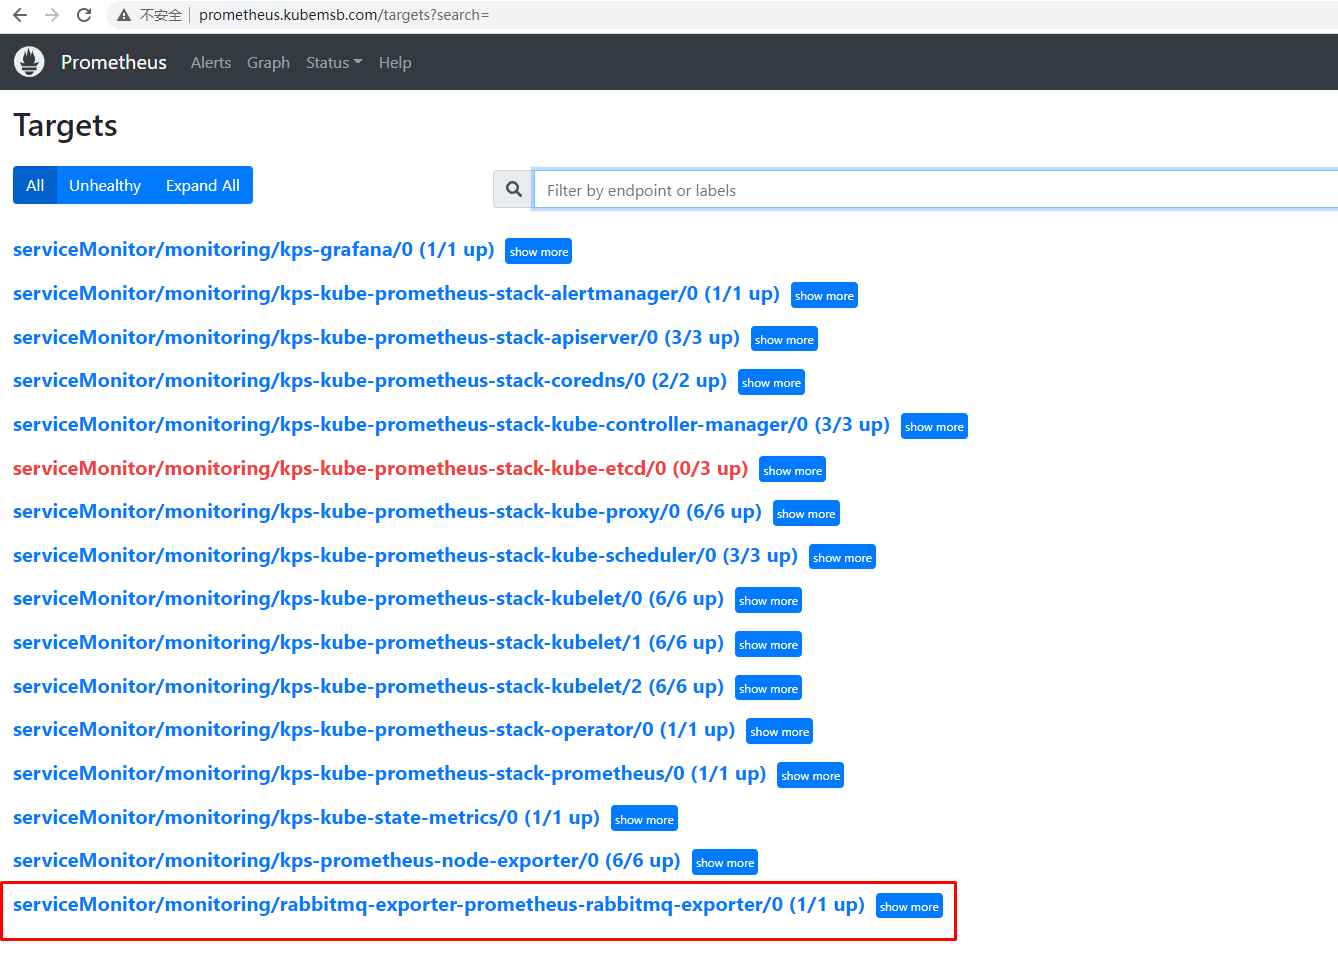 不安全 prometheus.kubemsb.com/targets?search=
Prometheus Alerts Graph Status Help
Targets
All Unhealthy Expand All Filter by endpoint or labels
serviceMonitor/monitoring/kps-grafana/0 (1/1 up) show more
serviceMonitor/monitoring/kps-kube-prometheus-stack-alertmanager/0 (1/1 up) show more
serviceMonitor/monitoring/kps-kube-prometheus-stack-apiserver/0 (3/3 up) show more
serviceMonitor/monitoring/kps-kube-prometheus-stack-coredns/0 (2/2 up) show more
serviceMonitor/monitoring/kps-kube-prometheus-stack-kube-controller-manager/0 (3/3 up) show more
serviceMonitor/monitoring/kps-kube-prometheus-stack-kube-etcd/0 (0/3 up) show more
serviceMonitor/monitoring/kps-kube-prometheus-stack-kube-proxy/0 (6/6 up) show more
serviceMonitor/monitoring/kps-kube-prometheus-stack-kube-scheduler/0 (3/3 up) show more
serviceMonitor/monitoring/kps-kube-prometheus-stack-kubelet/0 (6/6 up) show more
serviceMonitor/monitoring/kps-kube-prometheus-stack-kubelet/1 (6/6 up) show more
serviceMonitor/monitoring/kps-kube-prometheus-stack-kubelet/2 (6/6 up) show more
serviceMonitor/monitoring/kps-kube-prometheus-stack-operator/0 (1/1 up) show more
serviceMonitor/monitoring/kps-kube-prometheus-stack-prometheus/0 (1/1 up) show more
serviceMonitor/monitoring/kps-kube-state-metrics/0 (1/1 up) show more
serviceMonitor/monitoring/kps-prometheus-node-exporter/0 (6/6 up) show more
serviceMonitor/monitoring/rabbitmq-exporter-prometheus-rabbitmq-exporter/0 (1/1 up) show more